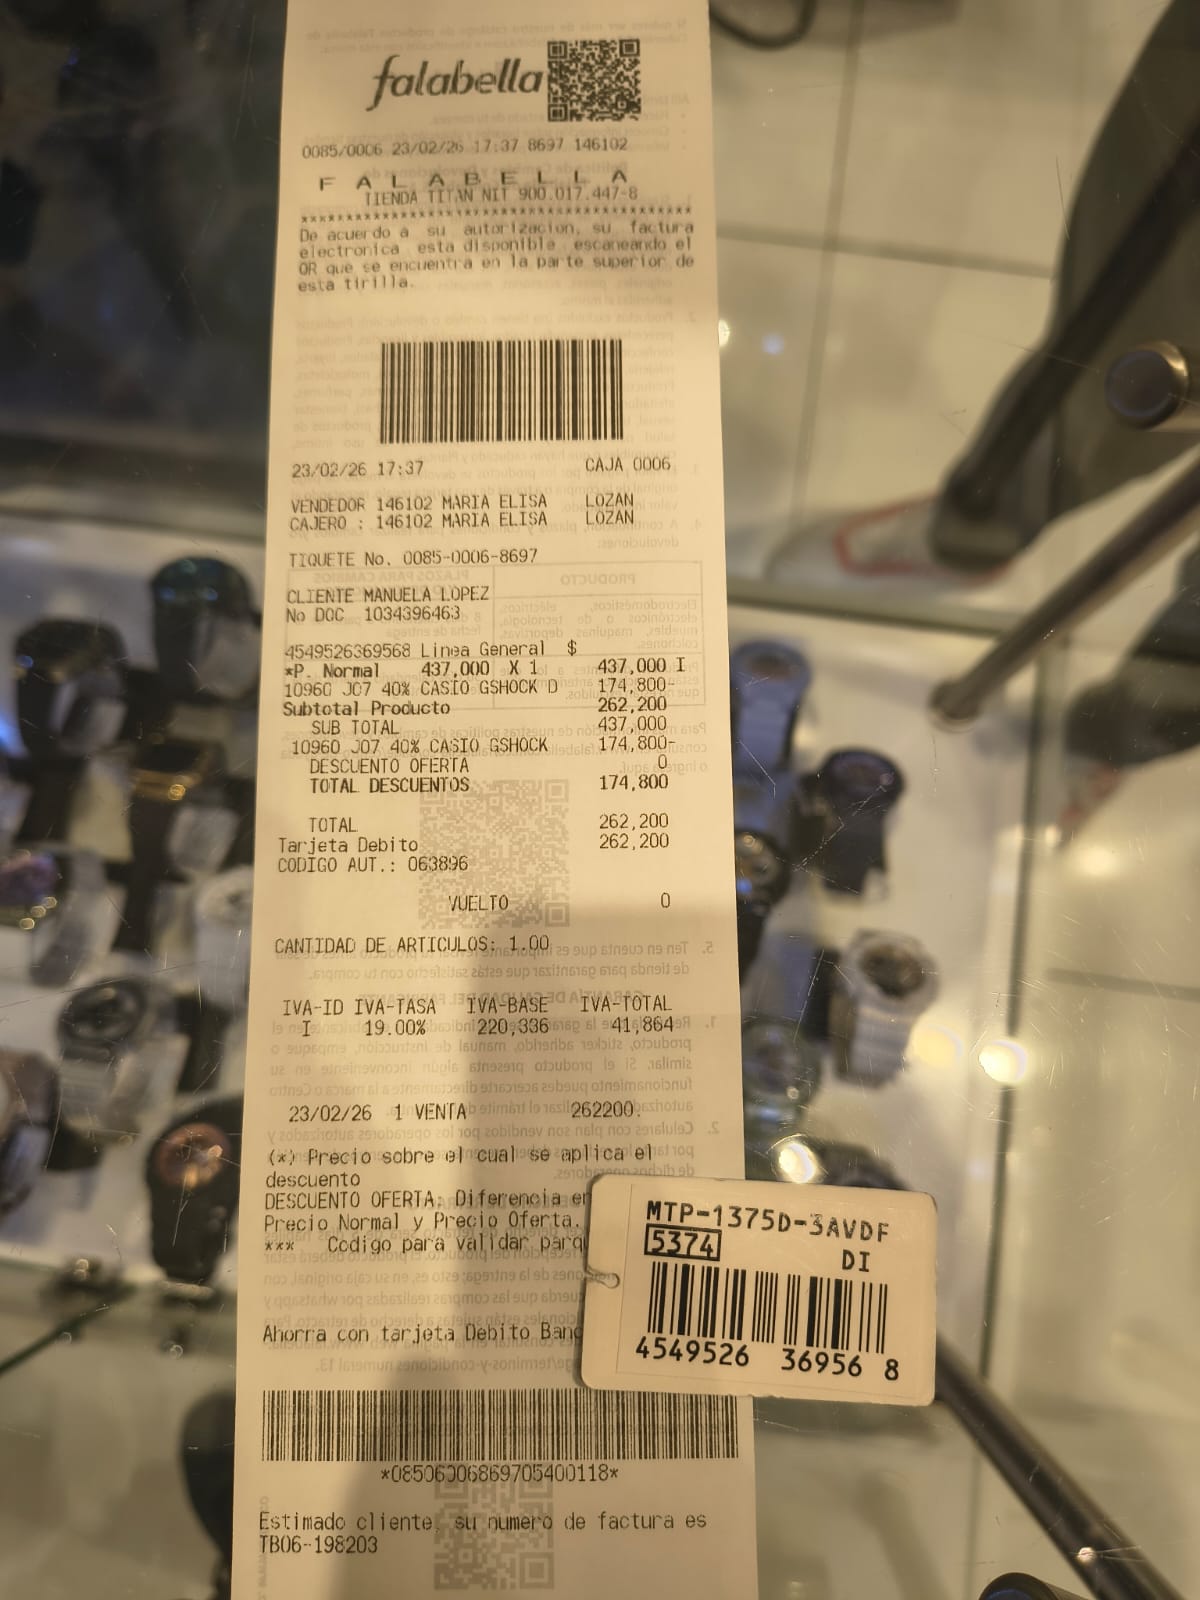 falabella
0085/0006 23/02/26 17:37 8697 146102
F A L A B E L L A
TIENDA TITAN NIT 900.017.447-8
De acuerdo a su autorizacion, su factura
electronica esta disponible escaneando el
QR que se encuentra en la parte superior de
esta tirilla.
23/02/26 17:37 CAJA 0006
VENDEDOR 146102 MARIA ELISA LOZAN
CAJERO : 146102 MARIA ELISA LOZAN
TIQUETE No. 0085-0006-8697
CLIENTE MANUELA LOPEZ
No DOC 1034396463
4549526369568 Linea General $
*P. Normal 437,000 X 1 437,000 I
10960 J07 40% CASIO GSHOCK D 174,800-
Subtotal Producto 262,200
SUB TOTAL 437,000
10960 J07 40% CASIO GSHOCK 174,800-
DESCUENTO OFERTA 0
TOTAL DESCUENTOS 174,800
TOTAL 262,200
Tarjeta Debito 262,200
CODIGO AUT.: 063896
VUELTO 0
CANTIDAD DE ARTICULOS: 1.00
IVA-ID IVA-TASA IVA-BASE IVA-TOTAL
I 19.00% 220,336 41,864
23/02/26 1 VENTA 262200.
(*) Precio sobre el cual se aplica el
descuento
DESCUENTO OFERTA: Diferencia en
Precio Normal y Precio Oferta.
*** Codigo para validar parq
Ahorra con tarjeta Debito Banc
*08506006869705400118*
Estimado cliente, su numero de factura es
TB06-198203
MTP-1375D-3AVDF
5374 DI
4549526 36956 8